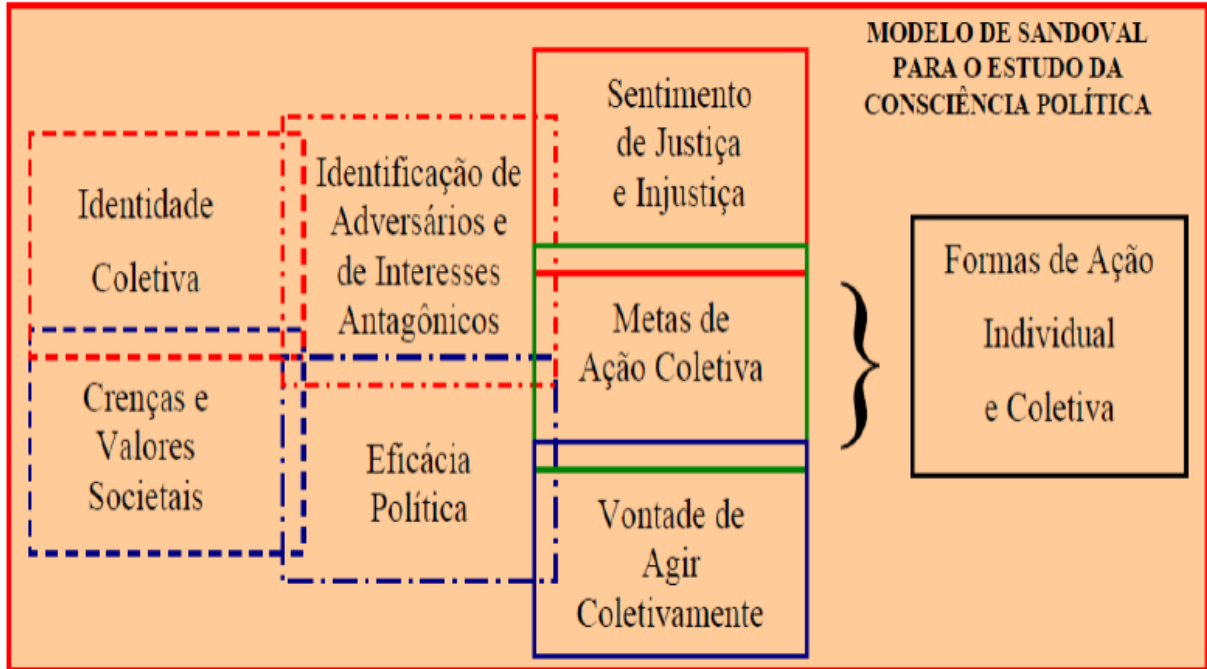 MODELO DE SANDOVAL
PARA O ESTUDO DA
CONSCIÊNCIA POLÍTICA
Identidade
Coletiva
Crenças e
Valores
Societais
Identificação de
Adversários e
de Interesses
Antagônicos
Eficácia
Política
Sentimento
de Justiça
e Injustiça
Metas de
Ação Coletiva
Vontade de
Agir
Coletivamente
Formas de Ação
Individual
e Coletiva